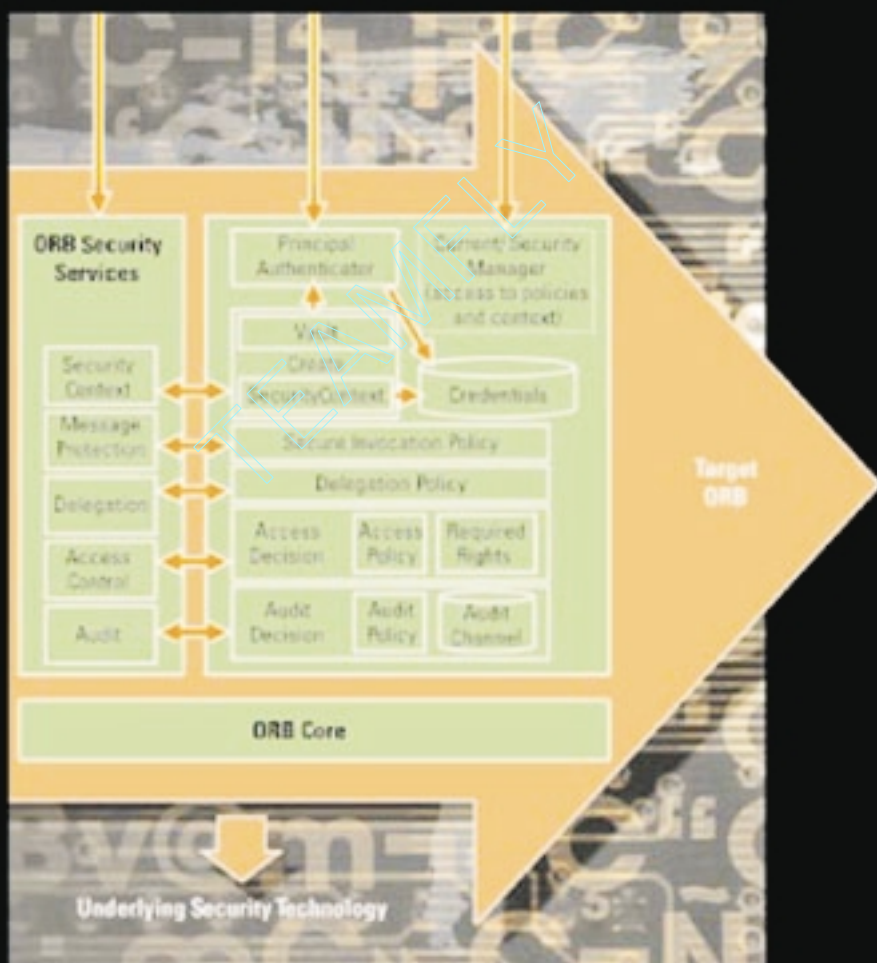 ORB Security
Services
Security
Context
Message
Protection
Delegation
Access
Control
Audit
Principal
Authenticator
Current/Security
Manager
(access to policies
and context)
Vault
Create
SecurityContext
Credentials
Secure Invocation Policy
Delegation Policy
Access
Decision
Access
Policy
Required
Rights
Audit
Decision
Audit
Policy
Audit
Channel
Target
ORB
ORB Core
Underlying Security Technology
TEAMFLY